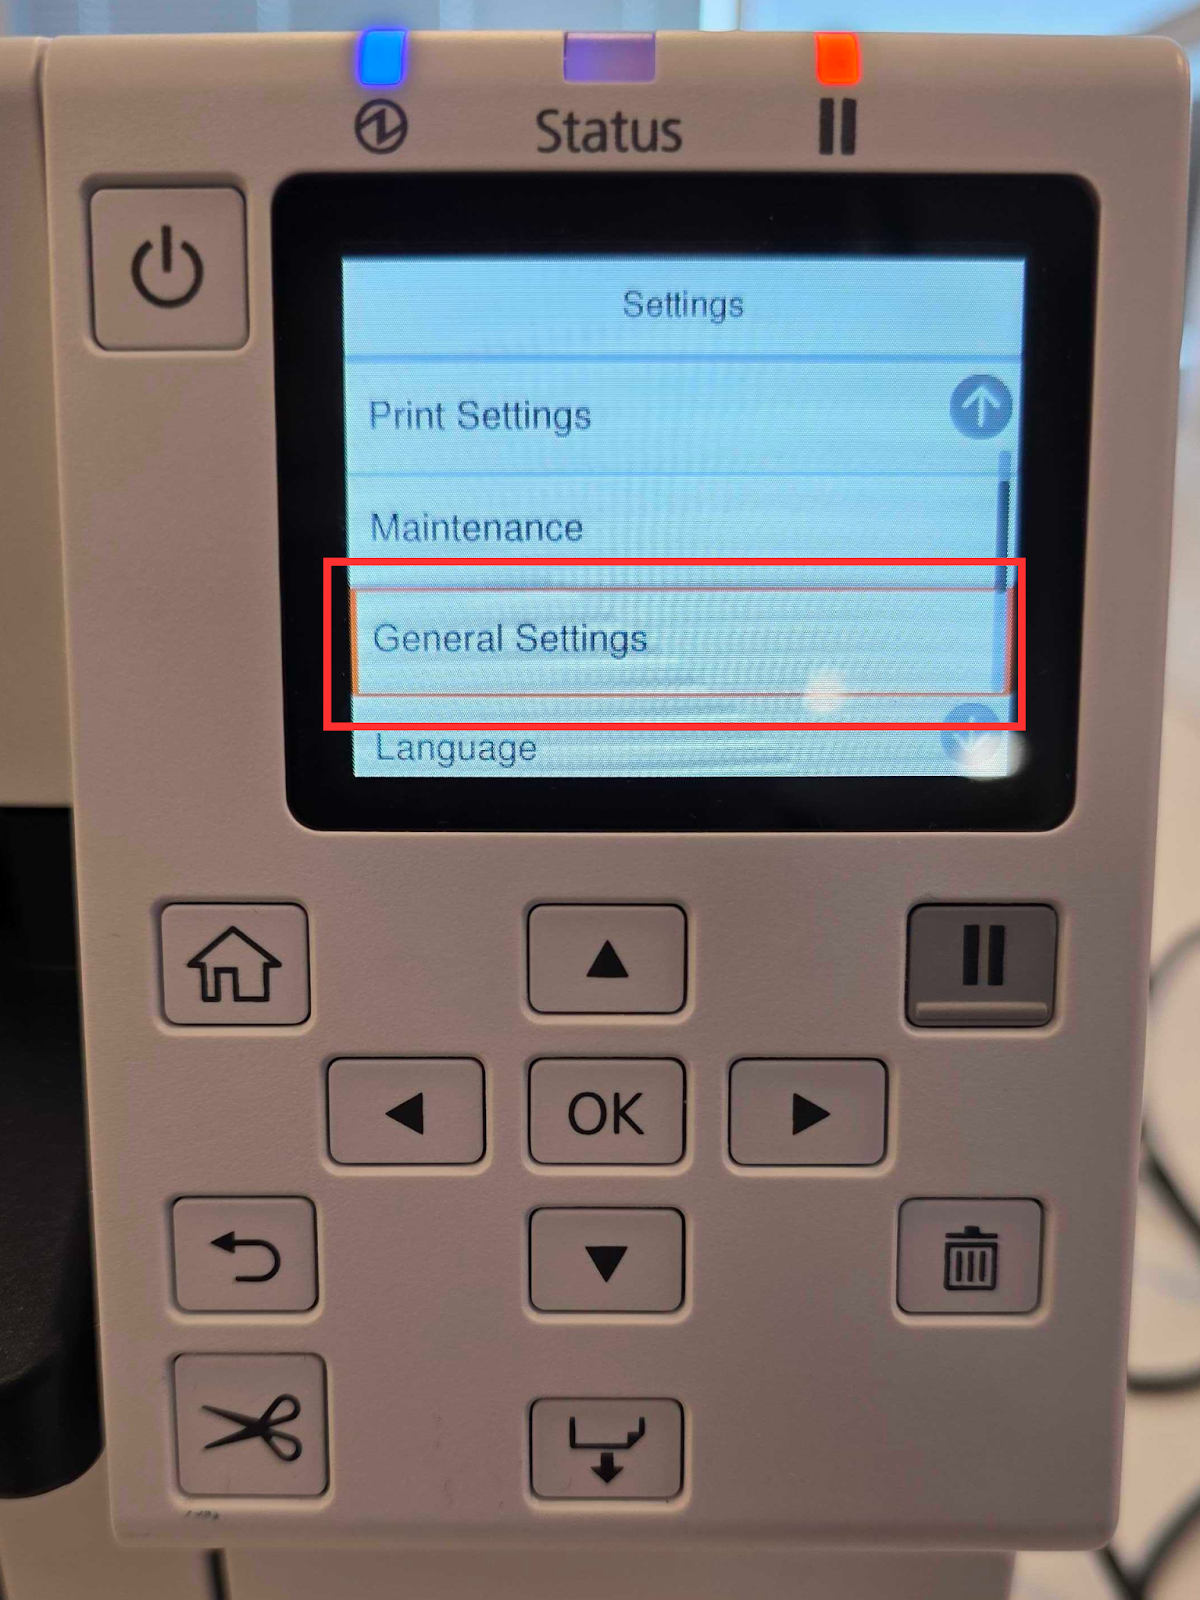 Status
Settings
Print Settings
Maintenance
General Settings
Language
OK